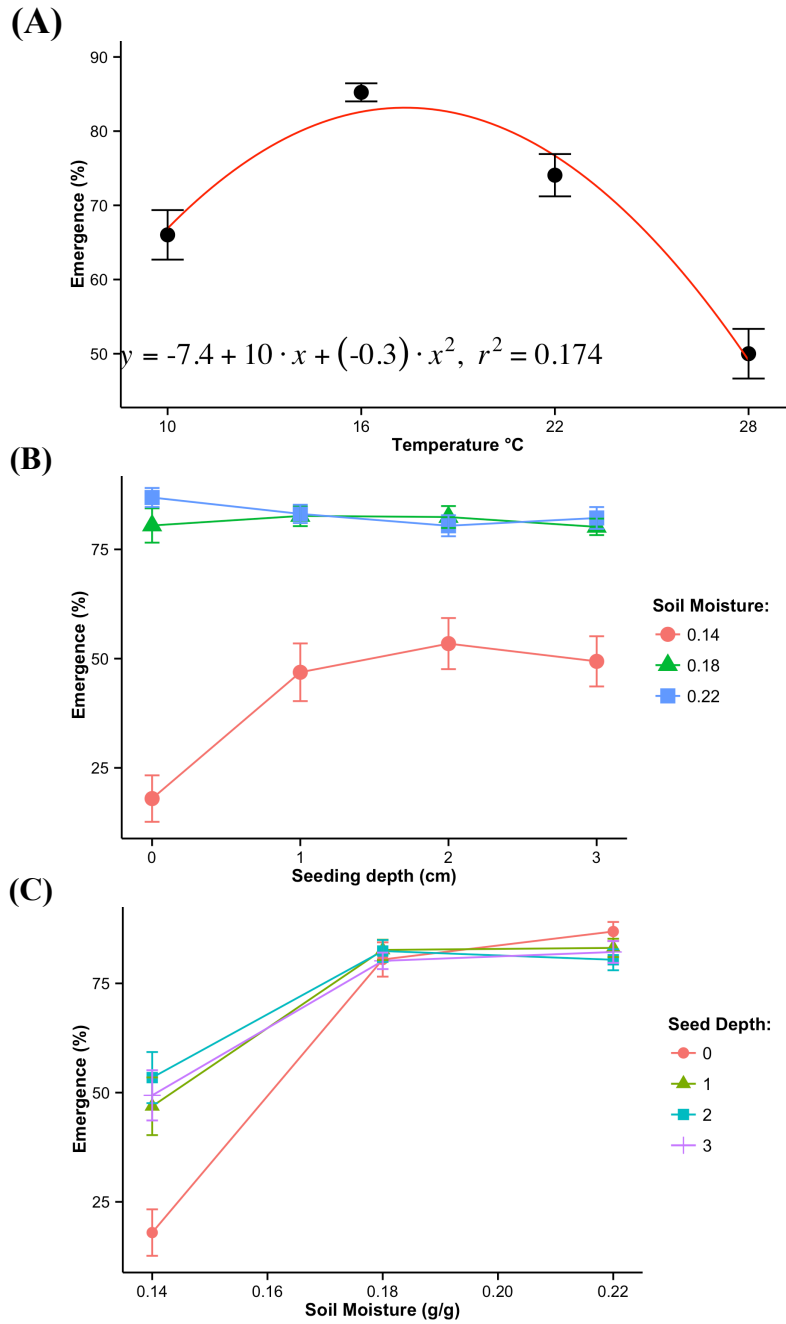 (A)
90
80
70
60
50
Emergence (%)
y = -7.4 + 10 · x + (-0.3) · x², r² = 0.174
10 16 22 28
Temperature °C
(B)
75
50
25
Emergence (%)
0 1 2 3
Seeding depth (cm)
Soil Moisture:
0.14
0.18
0.22
(C)
75
50
25
Emergence (%)
0.14 0.16 0.18 0.20 0.22
Soil Moisture (g/g)
Seed Depth:
0
1
2
3